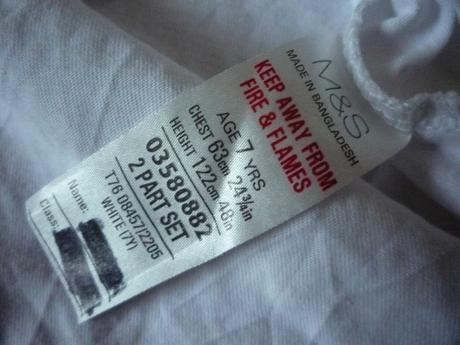 M&S
MADE IN BANGLADESH
KEEP AWAY FROM
FIRE & FLAMES
AGE 7 YRS
CHEST 63cm 24¾in
HEIGHT 122cm 48in
03580882
2 PART SET
T76 08457/2205
WHITE (7Y)
Name:
Class: